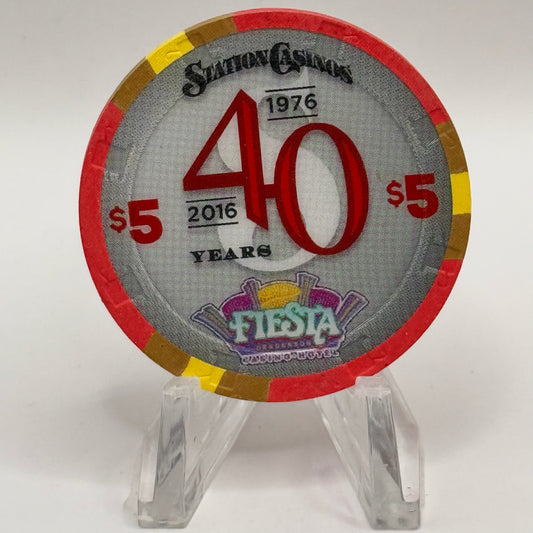 STATION CASINOS
1976
40
2016
YEARS
$5
$5
FIESTA
HENDERSON
CASINO HOTEL